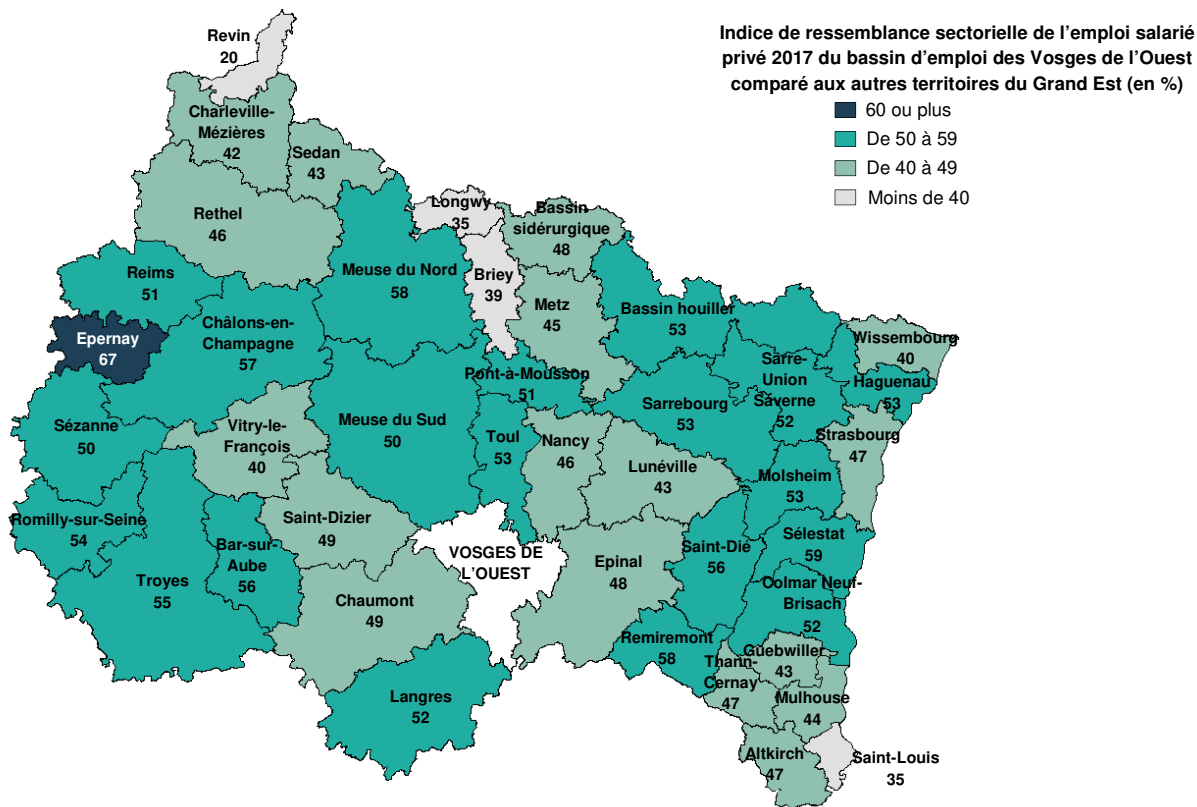 Indice de ressemblance sectorielle de l'emploi salarié
privé 2017 du bassin d'emploi des Vosges de l'Ouest
comparé aux autres territoires du Grand Est (en %)
60 ou plus
De 50 à 59
De 40 à 49
Moins de 40
Revin
20
Charleville-
Mézières
42
Sedan
43
Rethel
46
Longwy
35
Bassin
sidérurgique
48
Reims
51
Meuse du Nord
58
Briey
39
Metz
45
Bassin houiller
53
Epernay
67
Châlons-en-
Champagne
57
Wissembourg
40
Sarre-
Union
Saverne
52
Haguenau
53
Pont-à-Mousson
51
Sarrebourg
53
Sézanne
50
Vitry-le-
François
40
Meuse du Sud
50
Toul
53
Nancy
46
Lunéville
43
Strasbourg
47
Molsheim
53
Romilly-sur-Seine
54
Saint-Dizier
49
Bar-sur-
Aube
56
Troyes
55
VOSGES DE
L'OUEST
Epinal
48
Saint-Die
56
Sélestat
59
Colmar Neuf-
Brisach
52
Chaumont
49
Remiremont
58
Guebwiller
43
Thann-
Cernay
47
Mulhouse
44
Langres
52
Altkirch
47
Saint-Louis
35